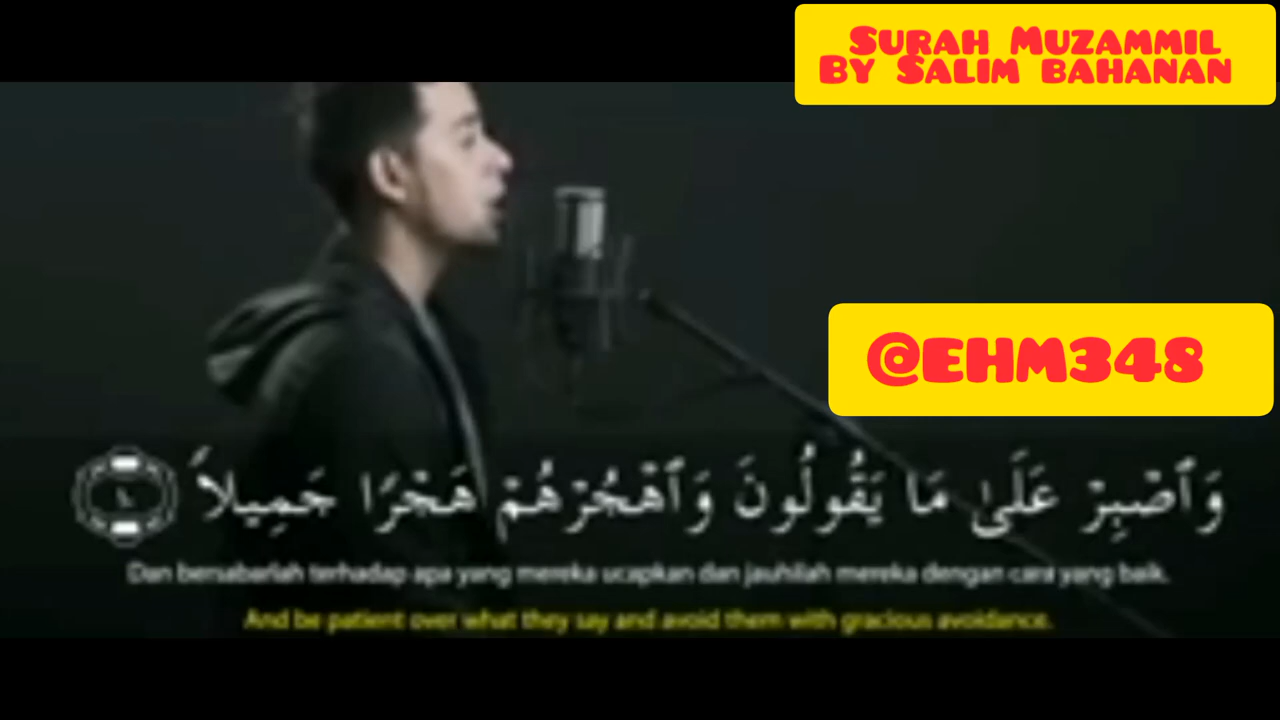 Surah Muzammil
By Salim bahanan
@EHM348
وَٱصْبِرْ عَلَىٰ مَا يَقُولُونَ وَٱهْجُرْهُمْ هَجْرًا جَمِيلاً
Dan bersabarlah terhadap apa yang mereka ucapkan dan jauhilah mereka dengan cara yang baik.
And be patient over what they say and avoid them with gracious avoidance.